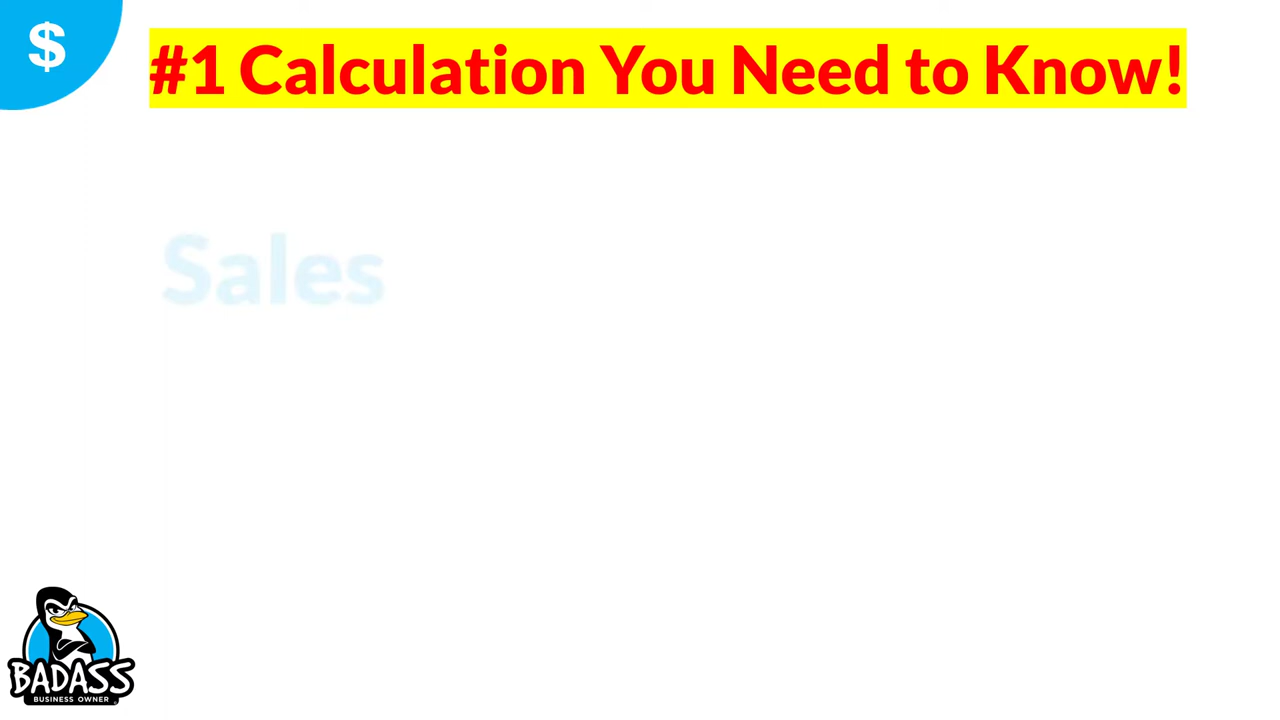 $
#1 Calculation You Need to Know!
Sales
BADASS
BUSINESS OWNER